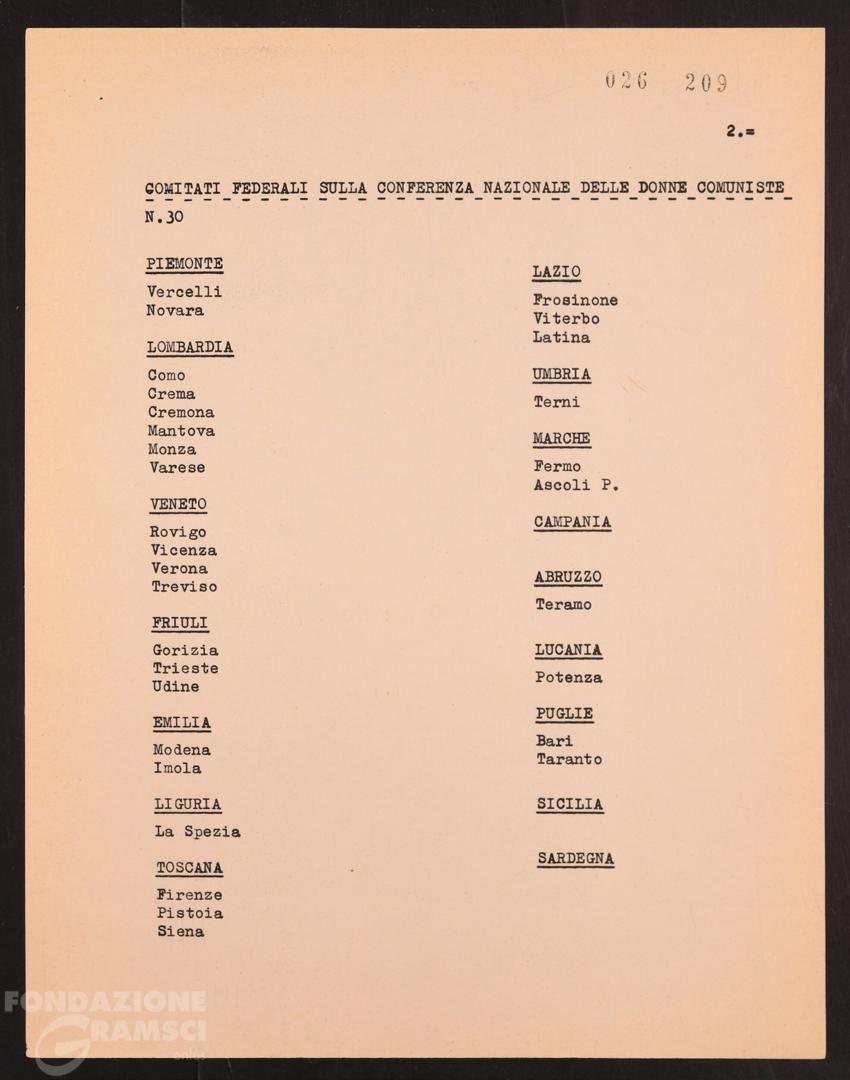 026 209
2.=
COMITATI FEDERALI SULLA CONFERENZA NAZIONALE DELLE DONNE COMUNISTE
N.30
PIEMONTE
Vercelli
Novara
LOMBARDIA
Como
Crema
Cremona
Mantova
Monza
Varese
VENETO
Rovigo
Vicenza
Verona
Treviso
FRIULI
Gorizia
Trieste
Udine
EMILIA
Modena
Imola
LIGURIA
La Spezia
TOSCANA
Firenze
Pistoia
Siena
LAZIO
Frosinone
Viterbo
Latina
UMBRIA
Terni
MARCHE
Fermo
Ascoli P.
CAMPANIA
ABRUZZO
Teramo
LUCANIA
Potenza
PUGLIE
Bari
Taranto
SICILIA
SARDEGNA
FONDAZIONE
GRAMSCI
onlus